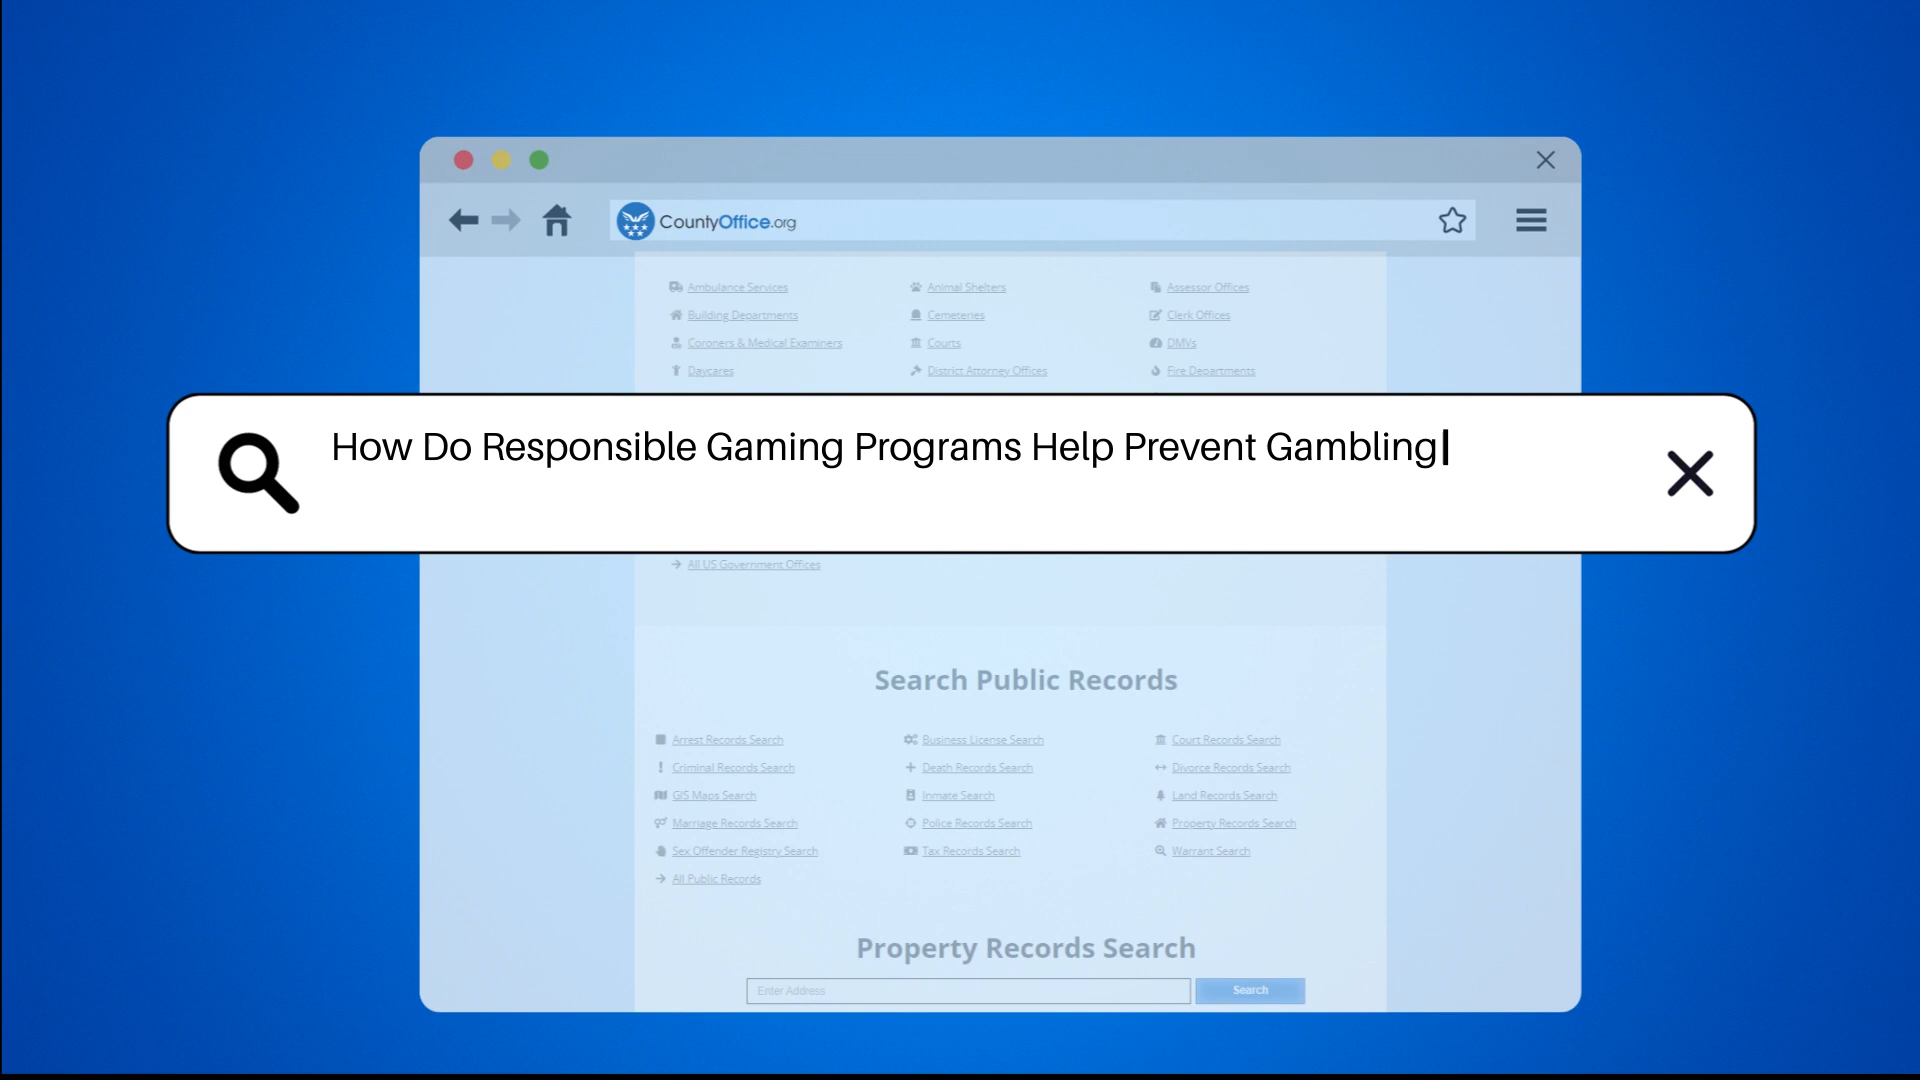 CountyOffice.org
Ambulance Services Animal Shelters Assessor Offices
Building Departments Cemeteries Clerk Offices
Coroners & Medical Examiners Courts DMVs
Daycares District Attorney Offices Fire Departments
How Do Responsible Gaming Programs Help Prevent Gambling
All US Government Offices
Search Public Records
Arrest Records Search Business License Search Court Records Search
Criminal Records Search Death Records Search Divorce Records Search
GIS Maps Search Inmate Search Land Records Search
Marriage Records Search Police Records Search Property Records Search
Sex Offender Registry Search Tax Records Search Warrant Search
All Public Records
Property Records Search
Enter Address Search